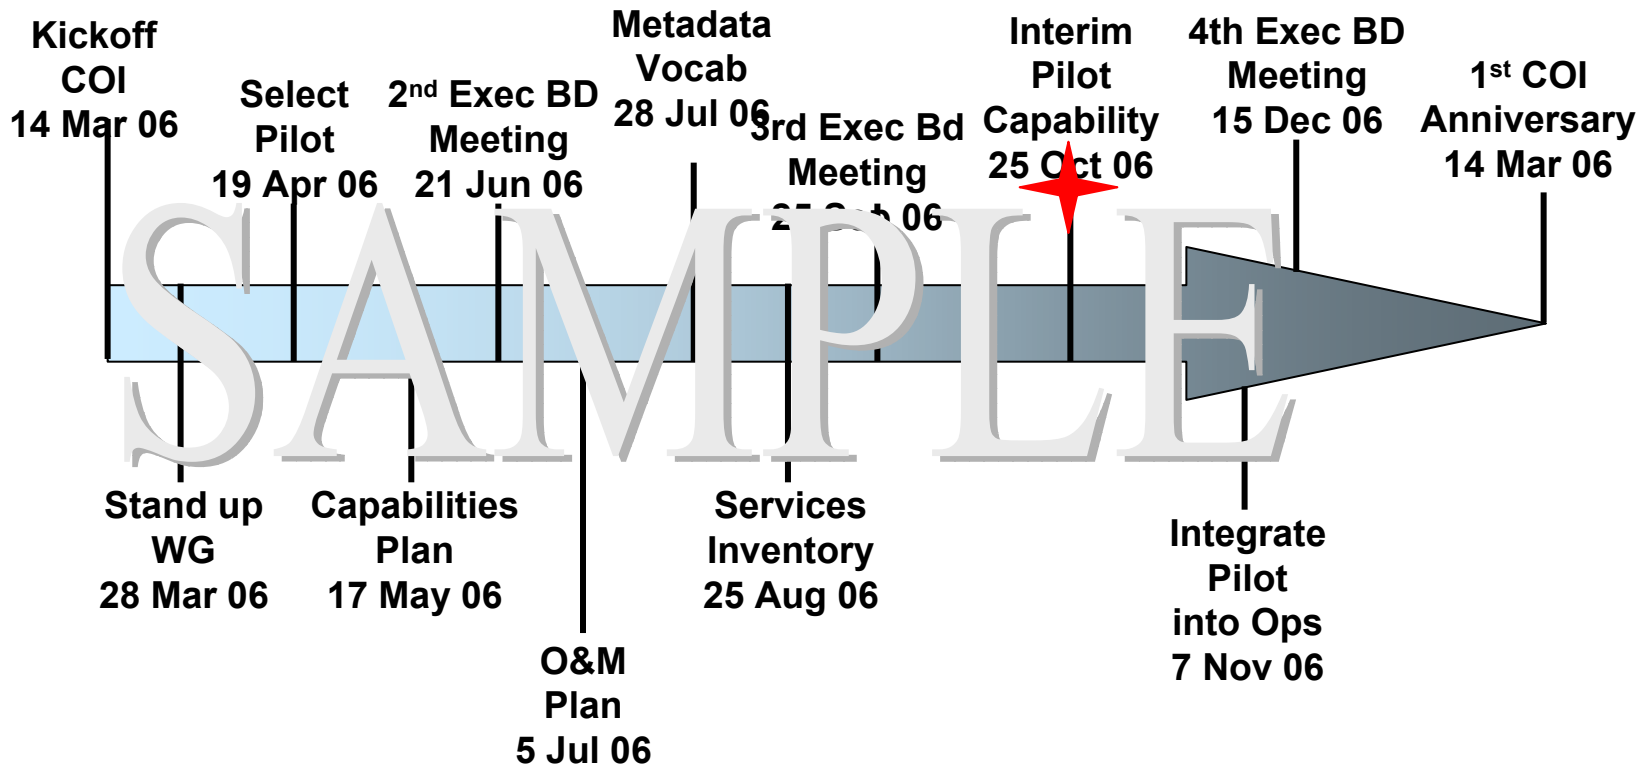 Kickoff
COI
14 Mar 06
Select
Pilot
19 Apr 06
2nd Exec BD
Meeting
21 Jun 06
Metadata
Vocab
28 Jul 06
3rd Exec Bd
Meeting
06
Interim
Pilot
Capability
25 Oct 06
4th Exec BD
Meeting
15 Dec 06
1st COI
Anniversary
14 Mar 06
SAMPLE
Stand up
WG
28 Mar 06
Capabilities
Plan
17 May 06
O&M
Plan
5 Jul 06
Services
Inventory
25 Aug 06
Integrate
Pilot
into Ops
7 Nov 06